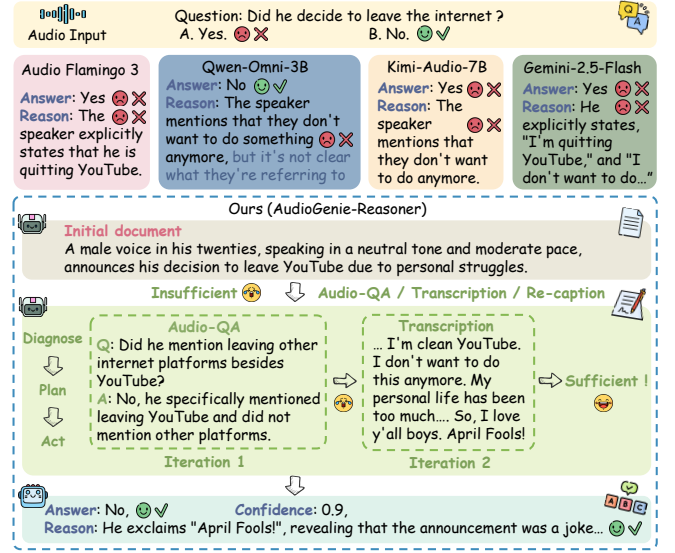 Audio Input
Question: Did he decide to leave the internet ?
A. Yes.
B. No.
Audio Flamingo 3
Answer: Yes
Reason: The
speaker explicitly
states that he is
quitting YouTube.
Qwen-Omni-3B
Answer: No
Reason: The speaker
mentions that they don't
want to do something
anymore, but it's not clear
what they're referring to
Kimi-Audio-7B
Answer: Yes
Reason: The
speaker
mentions that
they don't want
to do anymore.
Gemini-2.5-Flash
Answer: Yes
Reason: He
explicitly states,
"I'm quitting
YouTube," and "I
don't want to do…"
Ours (AudioGenie-Reasoner)
Initial document
A male voice in his twenties, speaking in a neutral tone and moderate pace,
announces his decision to leave YouTube due to personal struggles.
Insufficient
Audio-QA / Transcription / Re-caption
Diagnose
Plan
Act
Audio-QA
Q: Did he mention leaving other
internet platforms besides
YouTube?
A: No, he specifically mentioned
leaving YouTube and did not
mention other platforms.
Iteration 1
Transcription
… I'm clean YouTube.
I don't want to do
this anymore. My
personal life has been
too much…. So, I love
y'all boys. April Fools!
Iteration 2
Sufficient !
Answer: No,
Confidence: 0.9,
Reason: He exclaims "April Fools!", revealing that the announcement was a joke…
Q
A
A B C